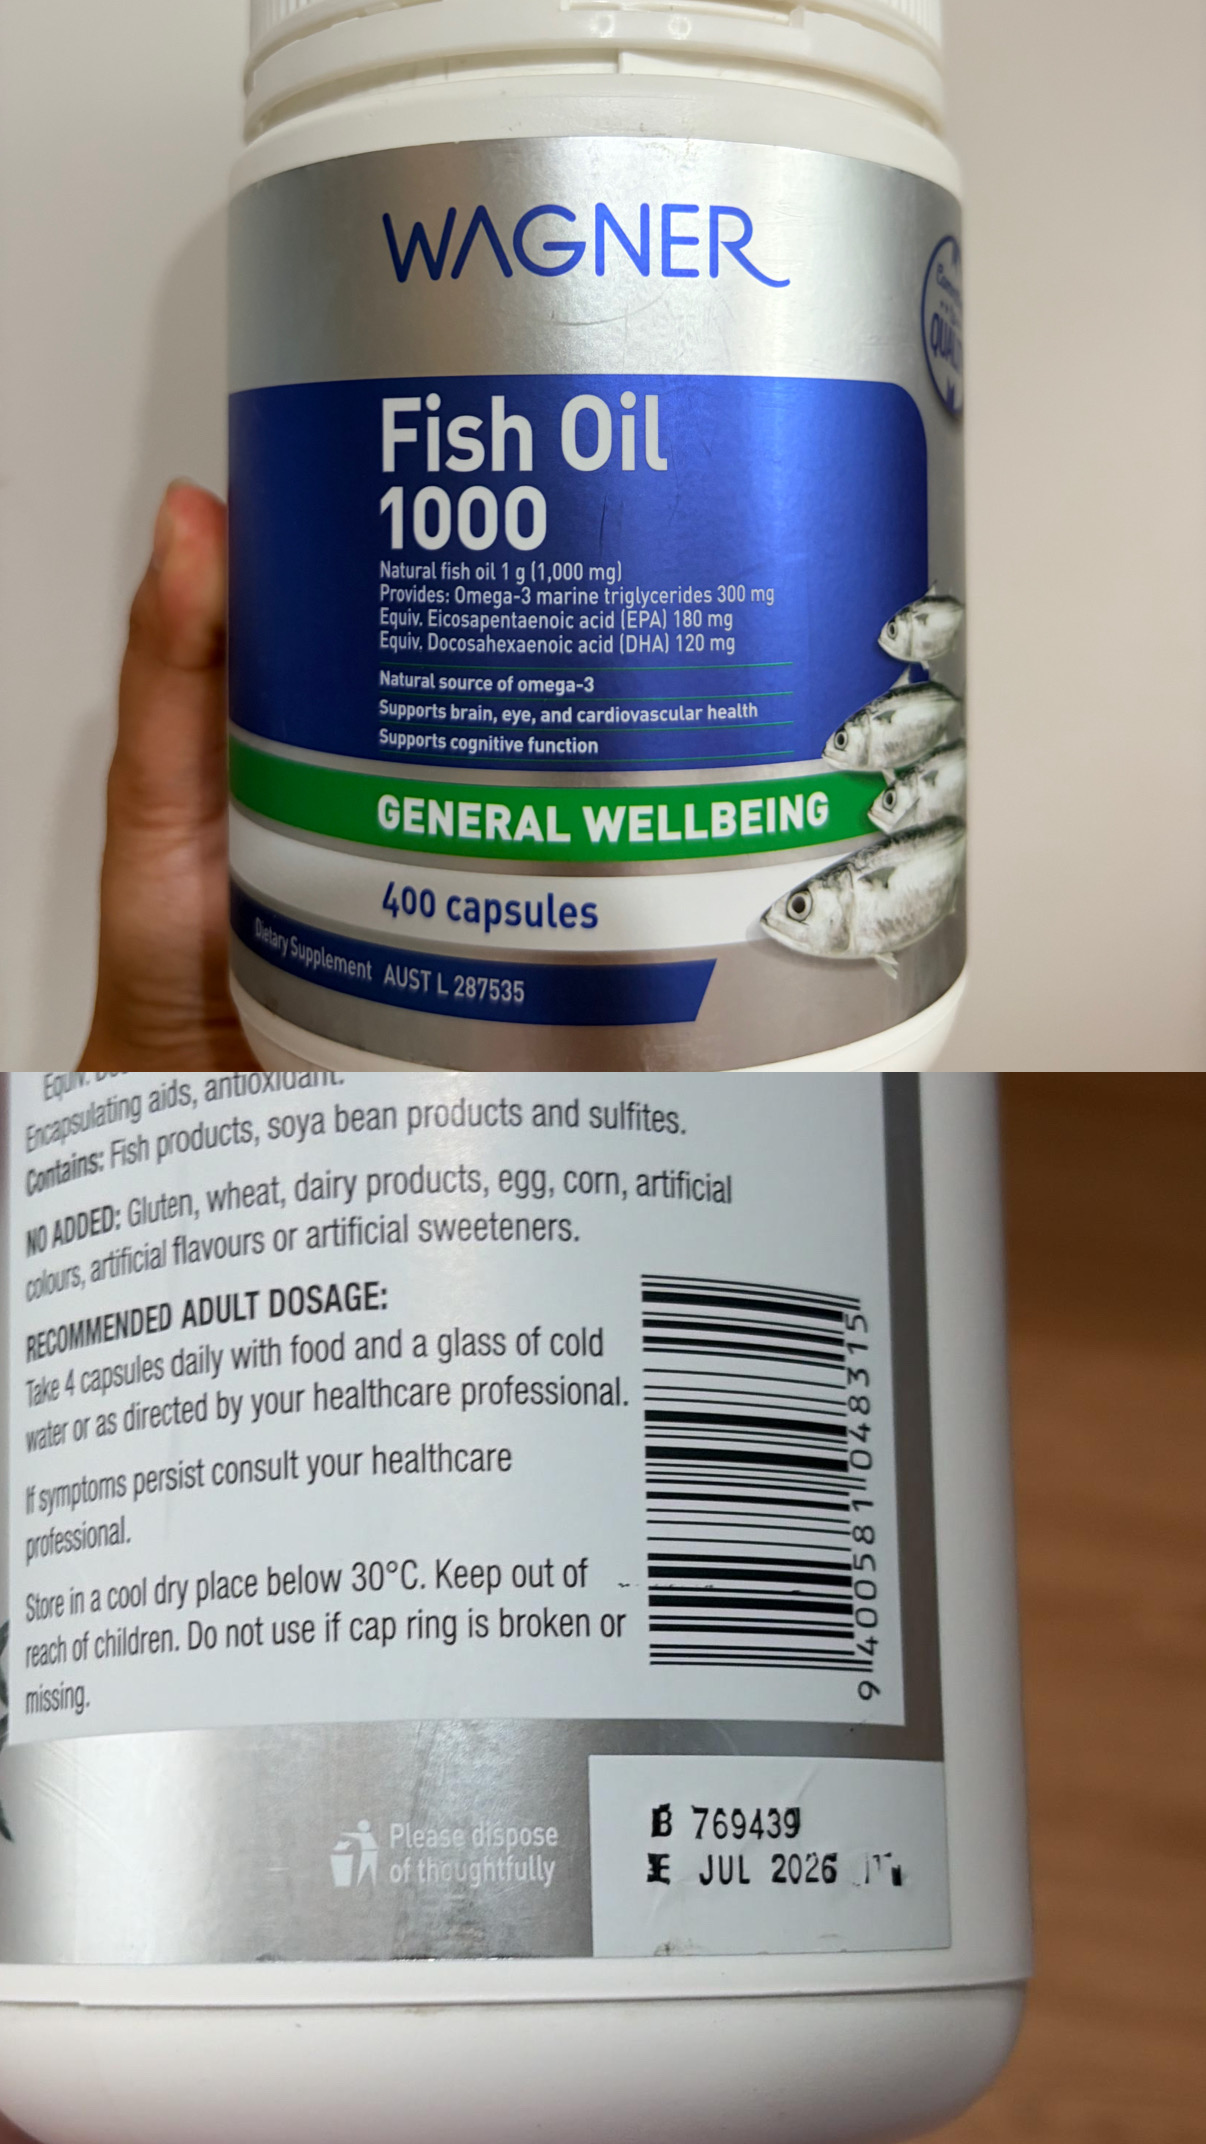 WAGNER
QUAL
Fish Oil
1000
Natural fish oil 1 g (1,000 mg)
Provides: Omega-3 marine triglycerides 300 mg
Equiv. Eicosapentaenoic acid (EPA) 180 mg
Equiv. Docosahexaenoic acid (DHA) 120 mg
Natural source of omega-3
Supports brain, eye, and cardiovascular health
Supports cognitive function
GENERAL WELLBEING
400 capsules
Dietary Supplement AUST L 287535
Equiv.
Encapsulating aids, antioxidant.
Contains: Fish products, soya bean products and sulfites.
NO ADDED: Gluten, wheat, dairy products, egg, corn, artificial
colours, artificial flavours or artificial sweeteners.
RECOMMENDED ADULT DOSAGE:
Take 4 capsules daily with food and a glass of cold
water or as directed by your healthcare professional.
If symptoms persist consult your healthcare
professional.
Store in a cool dry place below 30°C. Keep out of
reach of children. Do not use if cap ring is broken or
missing.
9 400581 048315
Please dispose
of thoughtfully
B 769439
E JUL 2026